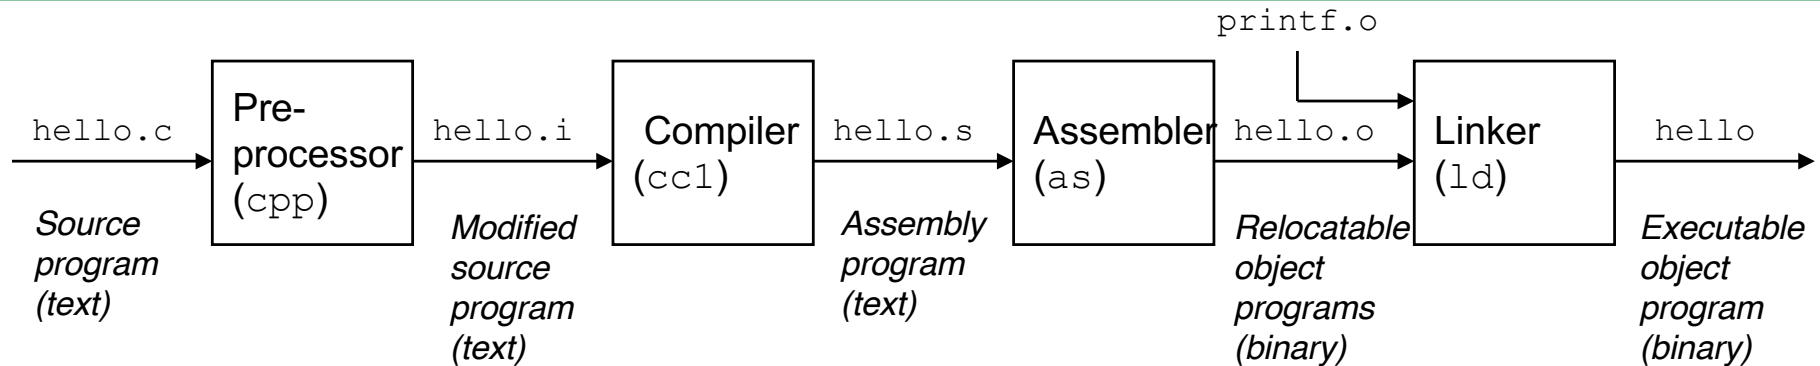 printf.o
hello.c
Pre-
processor
(cpp)
hello.i
Compiler
(cc1)
hello.s
Assembler
(as)
hello.o
Linker
(ld)
hello
Source
program
(text)
Modified
source
program
(text)
Assembly
program
(text)
Relocatable
object
programs
(binary)
Executable
object
program
(binary)